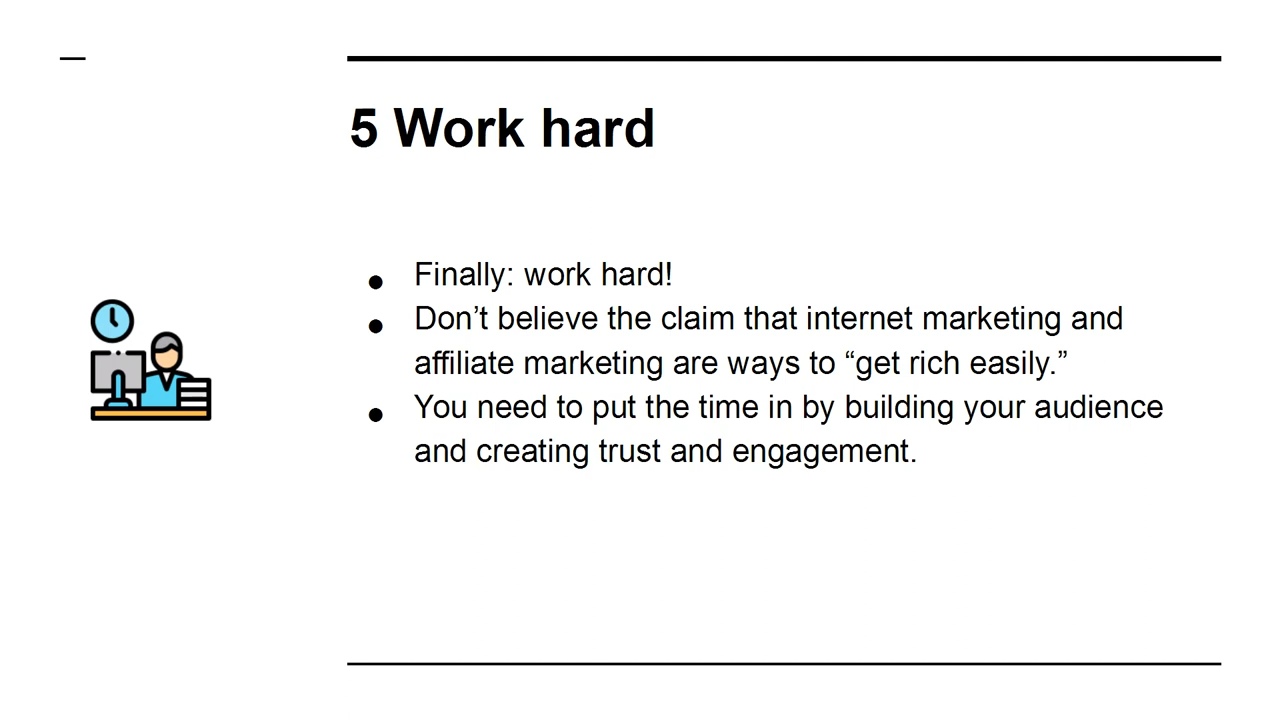 5 Work hard
● Finally: work hard!
● Don’t believe the claim that internet marketing and
affiliate marketing are ways to “get rich easily.”
● You need to put the time in by building your audience
and creating trust and engagement.